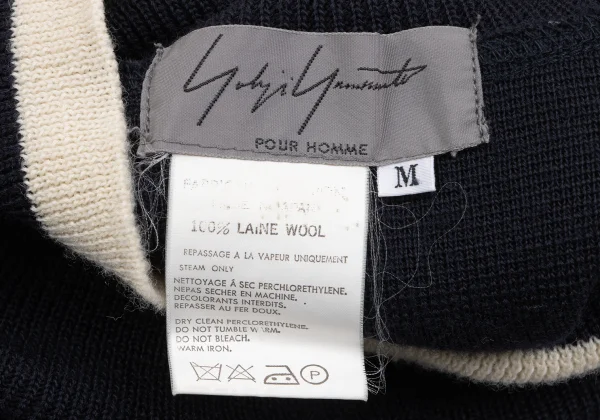 Yohji Yamamoto
POUR HOMME
M
100% LAINE WOOL
REPASSAGE A LA VAPEUR UNIQUEMENT
STEAM ONLY
NETTOYAGE À SEC PERCHLORETHYLENE.
NEPAS SECHER EN MACHINE.
DECOLORANTS INTERDITS.
REPASSER AU FER DOUX.
DRY CLEAN PERCLORETHYLENE.
DO NOT TUMBLE WARM.
DO NOT BLEACH.
WARM IRON.
P